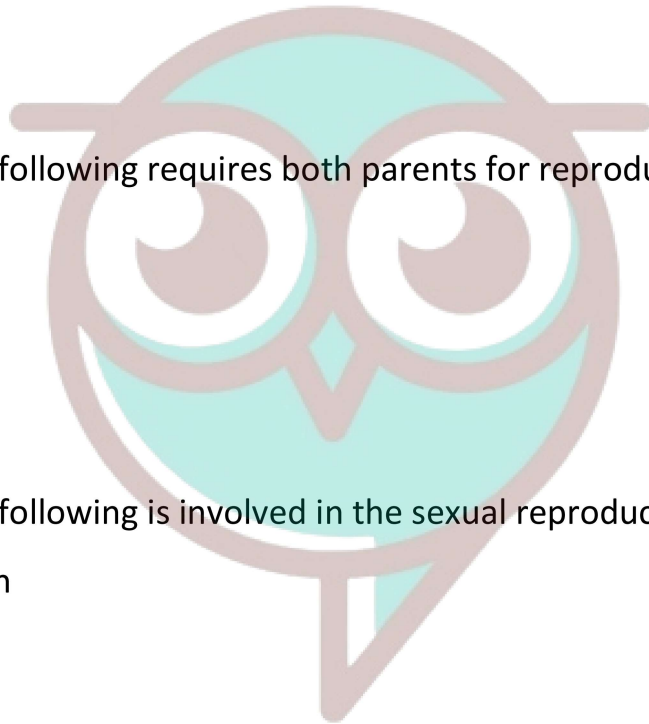 following requires both parents for reprodu
following is involved in the sexual reproduc
n